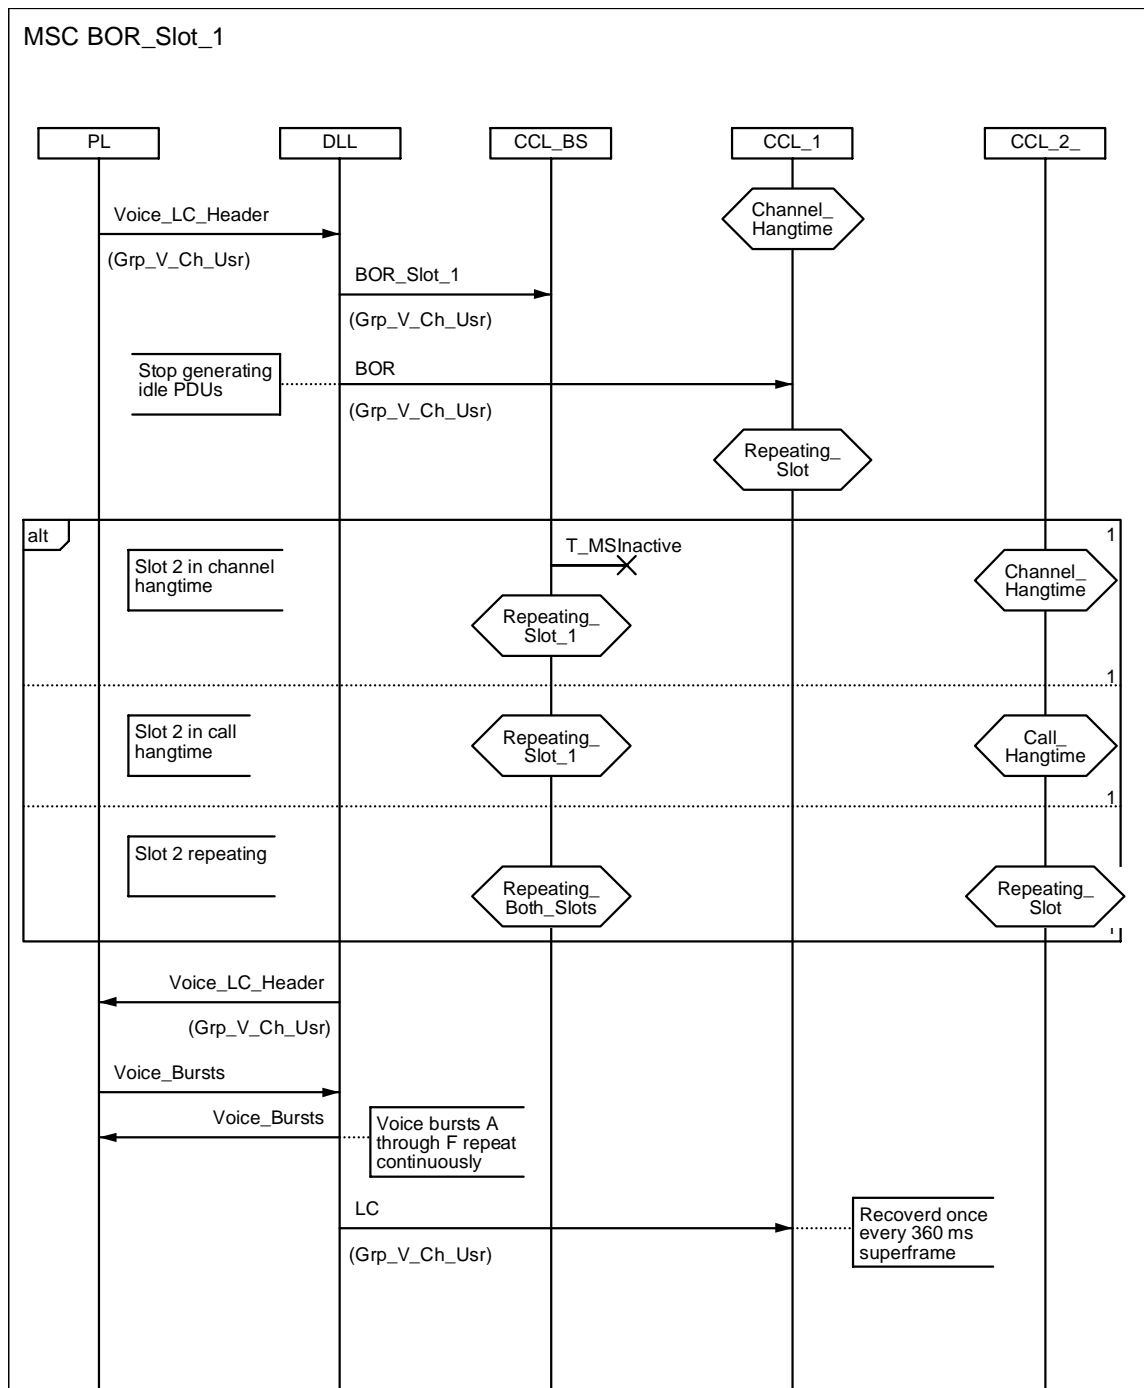 MSC BOR_Slot_1
PL
DLL
CCL_BS
CCL_1
CCL_2_
Channel_
Hangtime
Voice_LC_Header
(Grp_V_Ch_Usr)
BOR_Slot_1
(Grp_V_Ch_Usr)
Stop generating
idle PDUs
BOR
(Grp_V_Ch_Usr)
Repeating_
Slot
alt
1
T_MSInactive
Slot 2 in channel
hangtime
Channel_
Hangtime
Repeating_
Slot_1
1
Slot 2 in call
hangtime
Repeating_
Slot_1
Call_
Hangtime
1
Slot 2 repeating
Repeating_
Both_Slots
Repeating_
Slot
Voice_LC_Header
(Grp_V_Ch_Usr)
Voice_Bursts
Voice_Bursts
Voice bursts A
through F repeat
continuously
LC
(Grp_V_Ch_Usr)
Recoverd once
every 360 ms
superframe